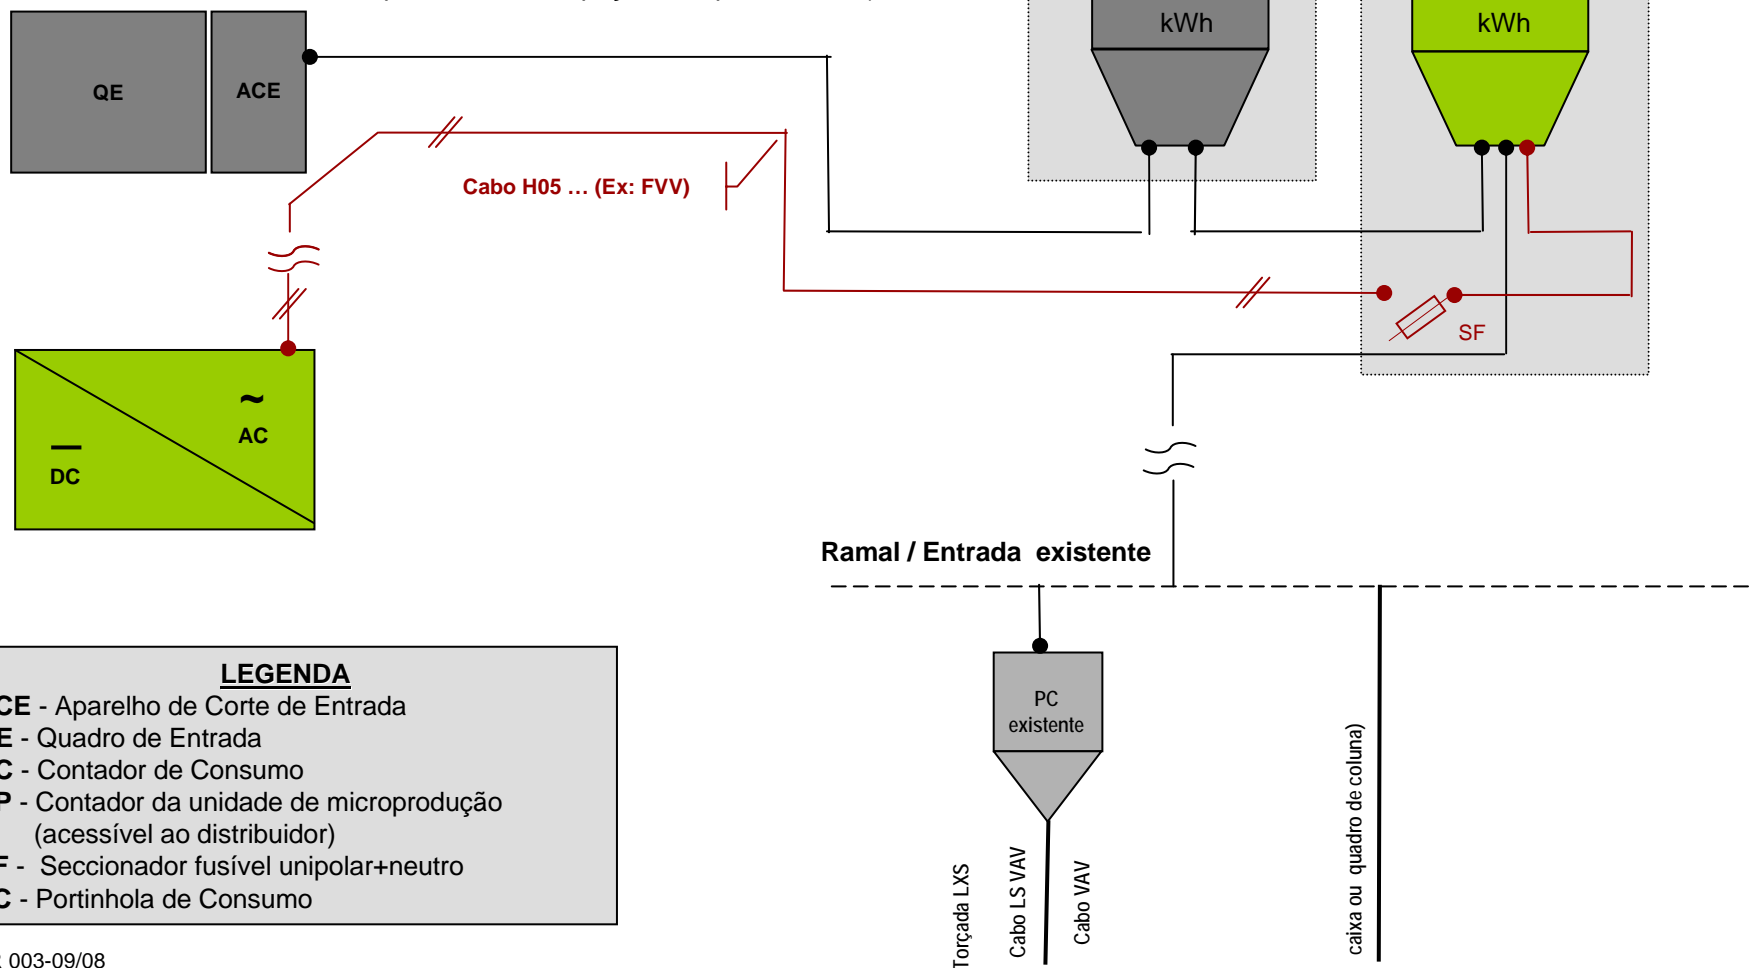 kWh
kWh
QE
ACE
Cabo H05 … (Ex: FVV)
SF
~
AC
DC
Ramal / Entrada existente
PC
existente
LEGENDA
CE - Aparelho de Corte de Entrada
E - Quadro de Entrada
C - Contador de Consumo
P - Contador da unidade de microprodução
(acessível ao distribuidor)
F - Seccionador fusível unipolar+neutro
C - Portinhola de Consumo
Torçada LXS
Cabo LS VAV
Cabo VAV
caixa ou quadro de coluna)
003-09/08